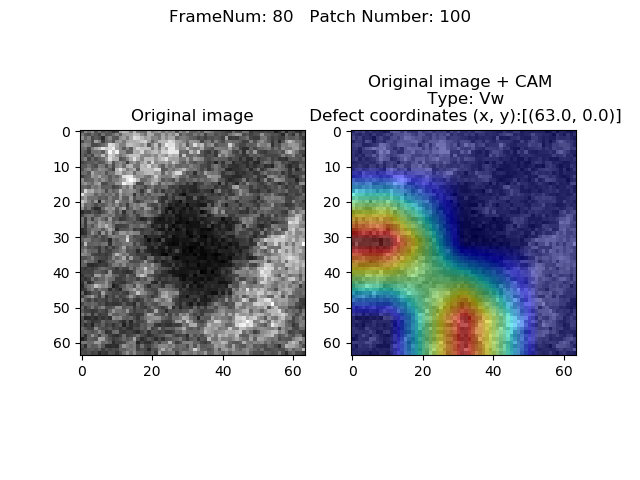 FrameNum: 80   Patch Number: 100
Original image
0
10
20
30
40
50
60
0 20 40 60
Original image + CAM
Type: Vw
Defect coordinates (x, y):[(63.0, 0.0)]
0
10
20
30
40
50
60
0 20 40 60